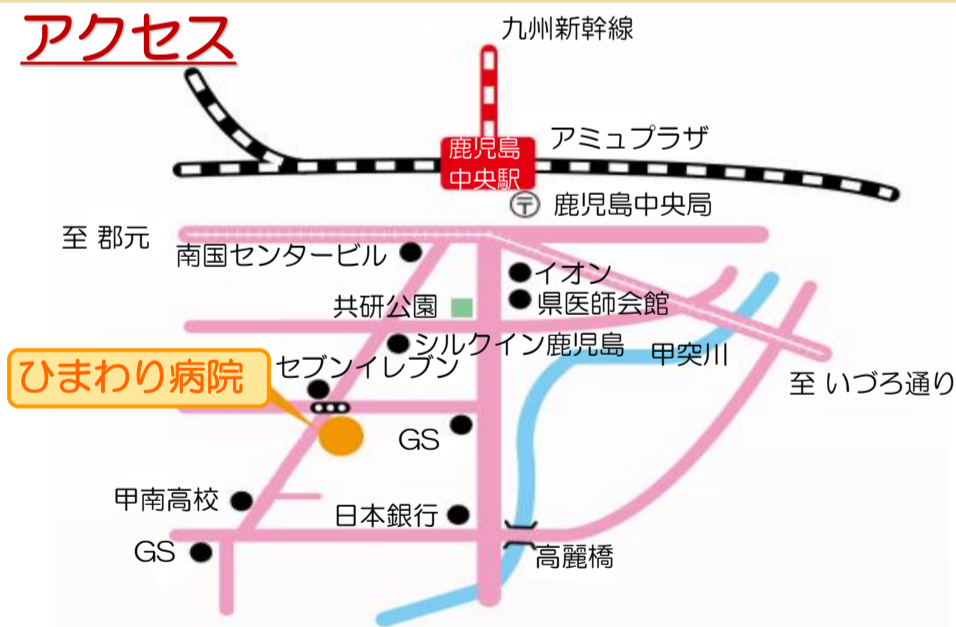 アクセス
九州新幹線
アミュプラザ
鹿児島
中央駅
〒
鹿児島中央局
至 郡元
南国センタービル
イオン
共研公園
県医師会館
シルクイン鹿児島
甲突川
セブンイレブン
ひまわり病院
至 いづろ通り
GS
甲南高校
日本銀行
GS
高麗橋